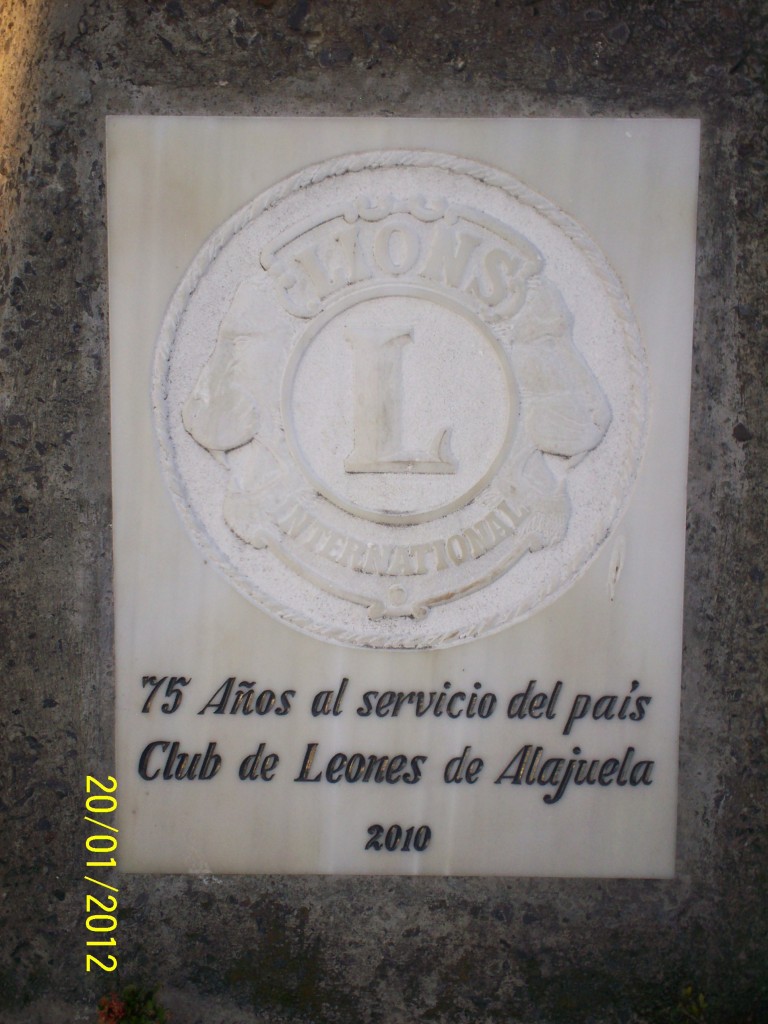 LIONS
L
INTERNATIONAL
75 Años al servicio del país
Club de Leones de Alajuela
2010
20/01/2012